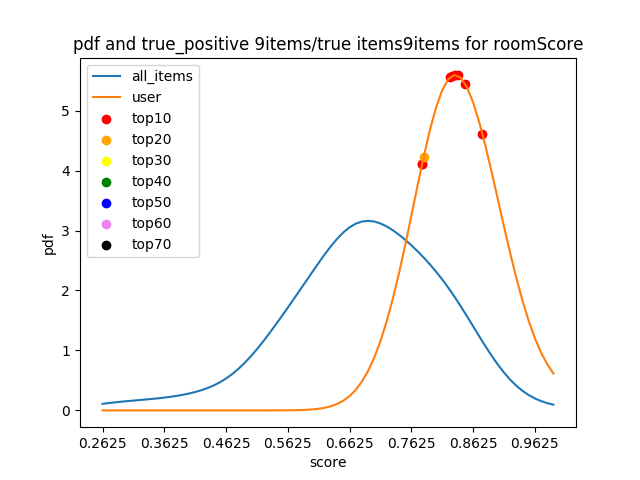 pdf and true_positive 9items/true items9items for roomScore
all_items
user
top10
top20
top30
top40
top50
top60
top70
pdf
5
4
3
2
1
0
0.2625 0.3625 0.4625 0.5625 0.6625 0.7625 0.8625 0.9625
score